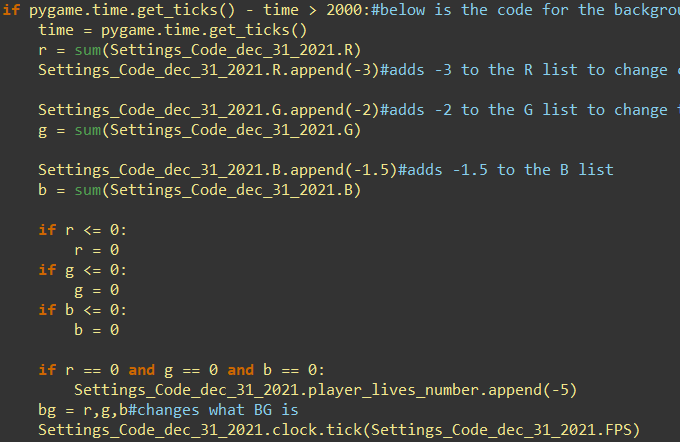 if pygame.time.get_ticks() - time > 2000:#below is the code for the
    time = pygame.time.get_ticks()
    r = sum(Settings_Code_dec_31_2021.R)
    Settings_Code_dec_31_2021.R.append(-3)#adds -3 to the R list to change
    Settings_Code_dec_31_2021.G.append(-2)#adds -2 to the G list to change
    g = sum(Settings_Code_dec_31_2021.G)
    Settings_Code_dec_31_2021.B.append(-1.5)#adds -1.5 to the B list
    b = sum(Settings_Code_dec_31_2021.B)
    if r <= 0:
        r = 0
    if g <= 0:
        g = 0
    if b <= 0:
        b = 0
    if r == 0 and g == 0 and b == 0:
        Settings_Code_dec_31_2021.player_lives_number.append(-5)
    bg = r,g,b#changes what BG is
    Settings_Code_dec_31_2021.clock.tick(Settings_Code_dec_31_2021.FPS)